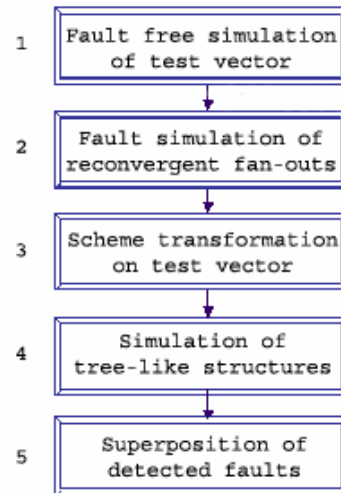 1
Fault free simulation
of test vector
2
Fault simulation of
reconvergent fan-outs
3
Scheme transformation
on test vector
4
Simulation of
tree-like structures
5
Superposition of
detected faults